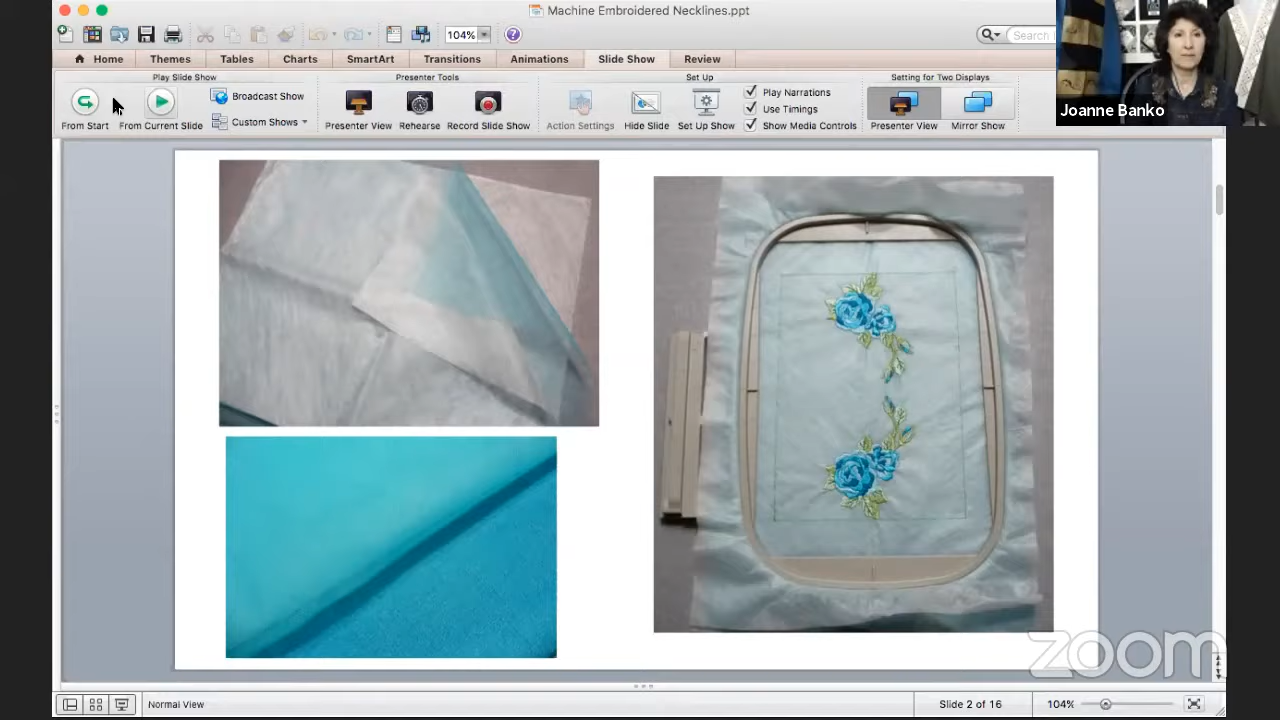 Machine Embroidered Necklines.ppt
104%
Search
Home
Themes
Tables
Charts
SmartArt
Transitions
Animations
Slide Show
Review
Play Slide Show
Presenter Tools
Set Up
Setting for Two Displays
From Start
From Current Slide
Broadcast Show
Custom Shows
Presenter View
Rehearse
Record Slide Show
Action Settings
Hide Slide
Set Up Show
Play Narrations
Use Timings
Show Media Controls
Presenter View
Mirror Show
Joanne Banko
zoom
Normal View
Slide 2 of 16
104%